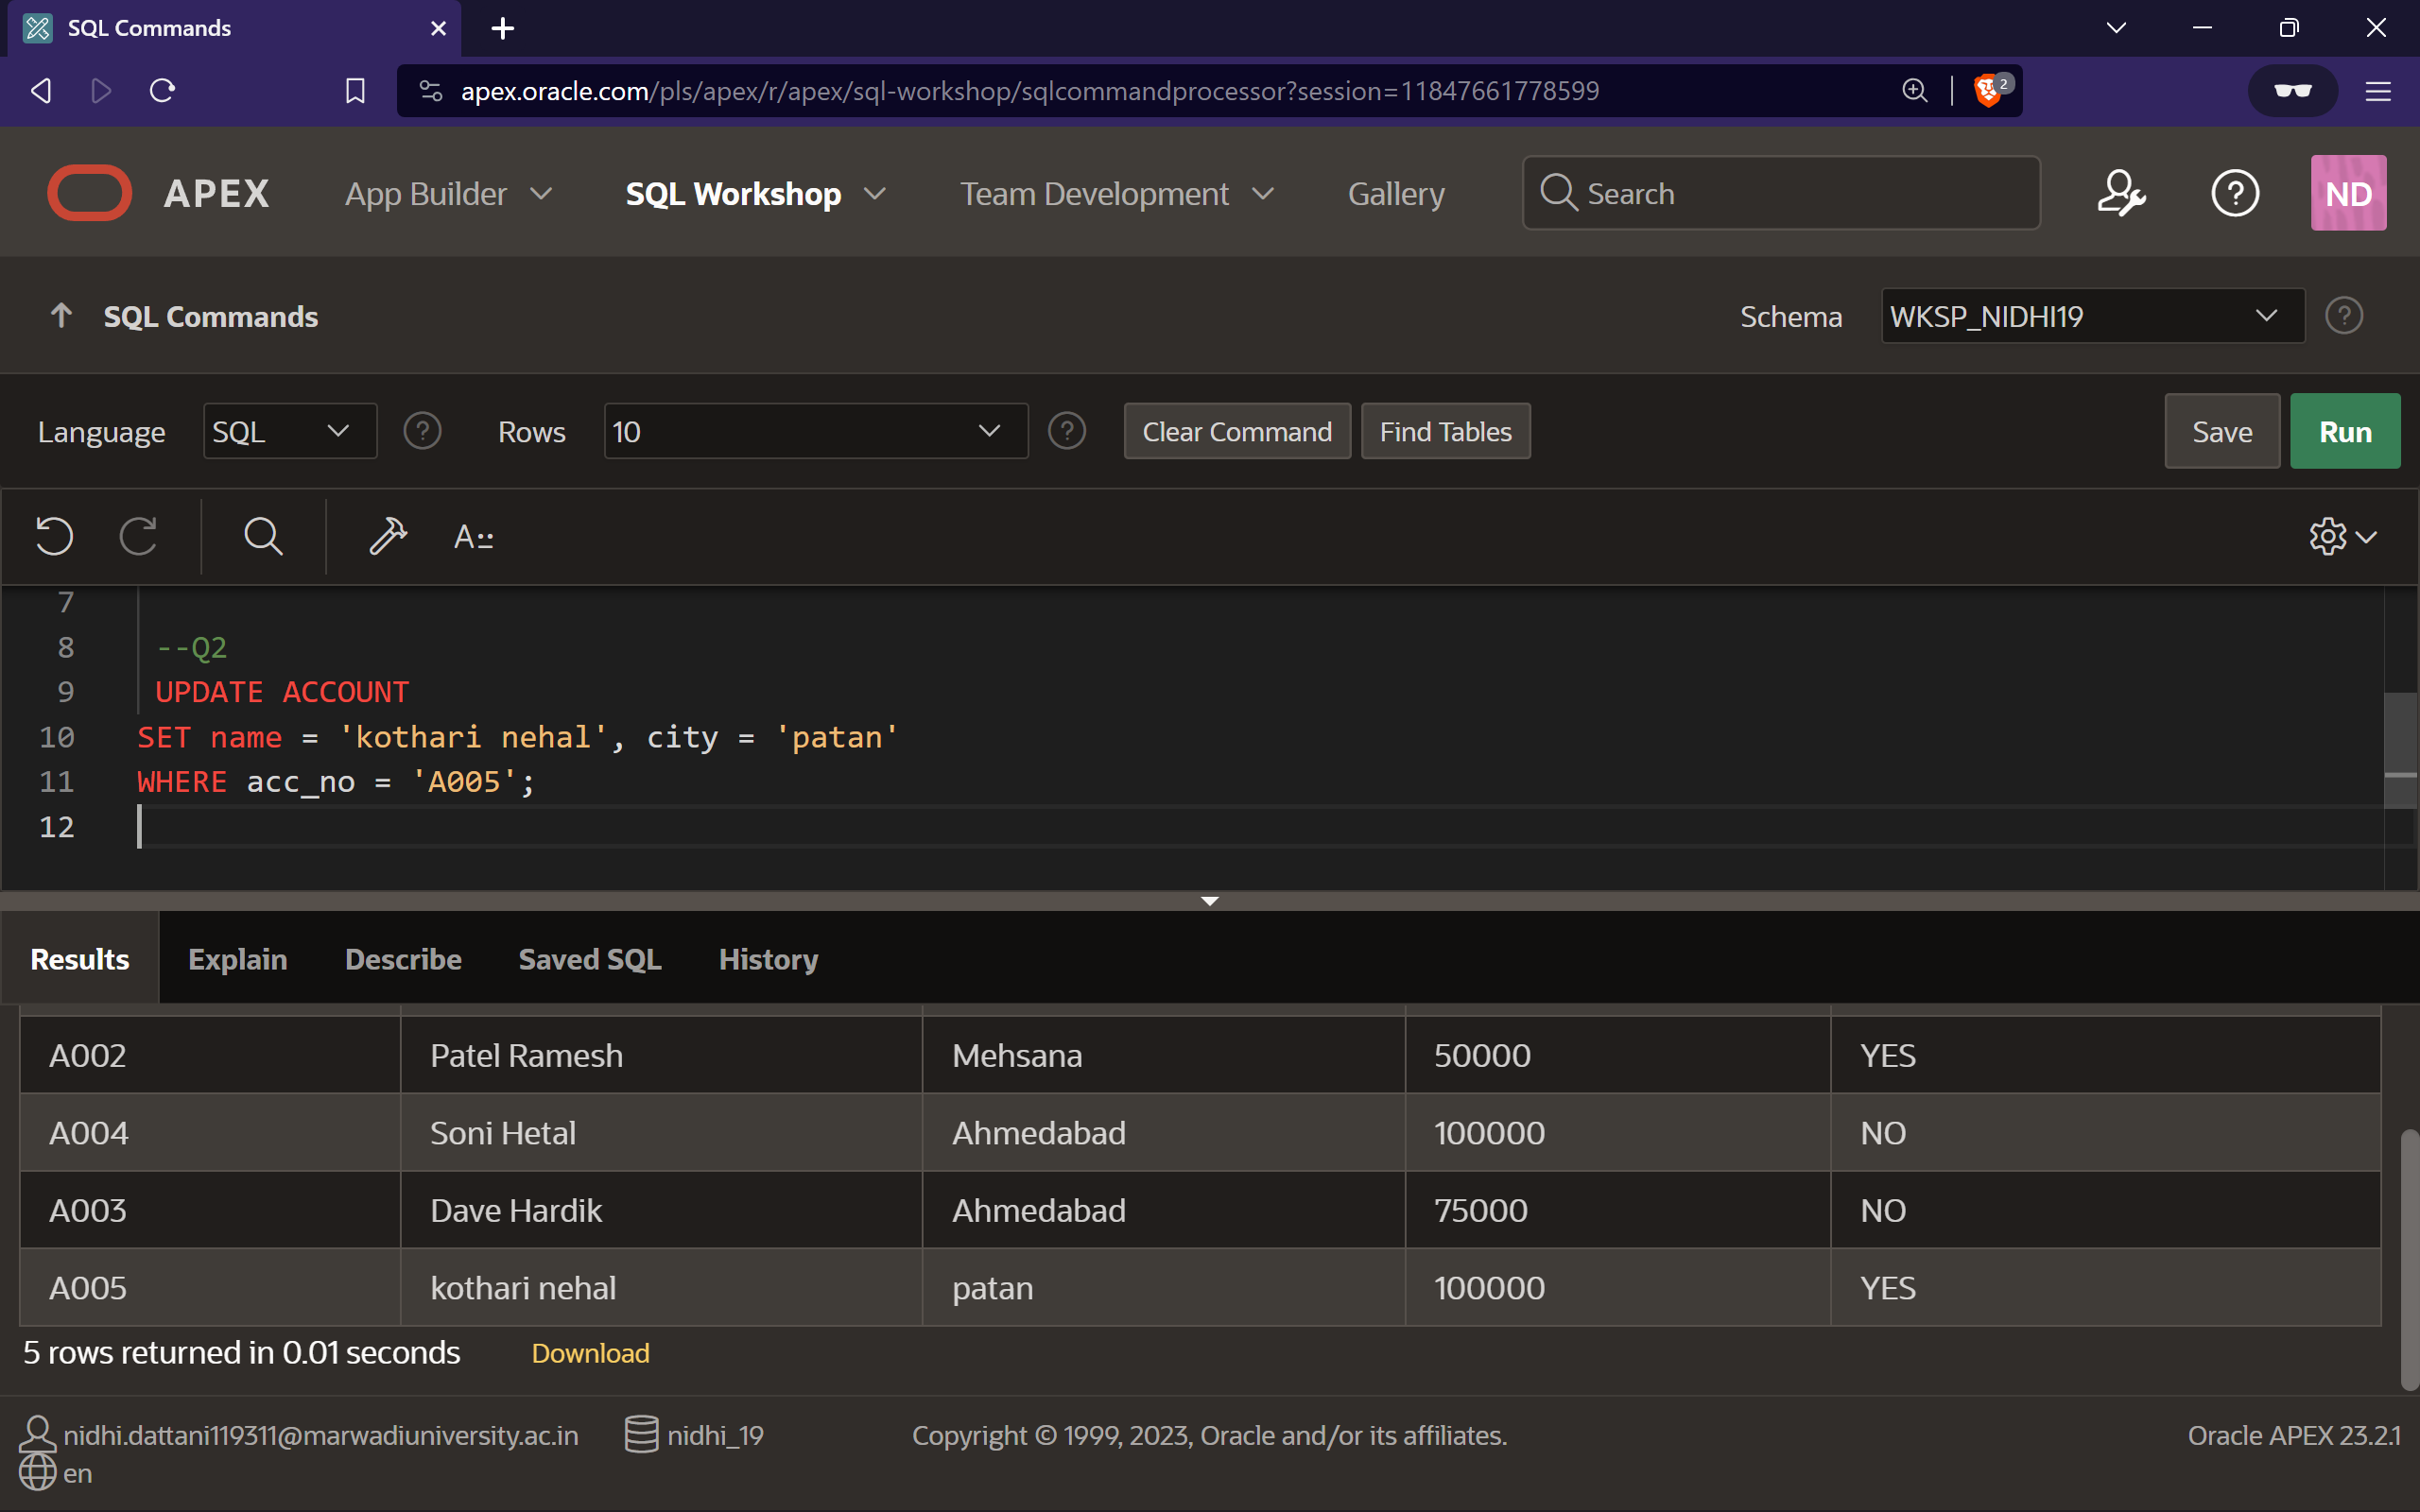 SQL Commands
apex.oracle.com/pls/apex/r/apex/sql-workshop/sqlcommandprocessor?session=11847661778599
2
APEX App Builder SQL Workshop Team Development Gallery Search ND
SQL Commands Schema WKSP_NIDHI19
Language SQL Rows 10 Clear Command Find Tables Save Run
A::
7
8 --Q2
9 UPDATE ACCOUNT
10 SET name = 'kothari nehal', city = 'patan'
11 WHERE acc_no = 'A005';
12
Results Explain Describe Saved SQL History
A002 Patel Ramesh Mehsana 50000 YES
A004 Soni Hetal Ahmedabad 100000 NO
A003 Dave Hardik Ahmedabad 75000 NO
A005 kothari nehal patan 100000 YES
5 rows returned in 0.01 seconds Download
nidhi.dattani119311@marwadiuniversity.ac.in nidhi_19 Copyright © 1999, 2023, Oracle and/or its affiliates. Oracle APEX 23.2.1
en